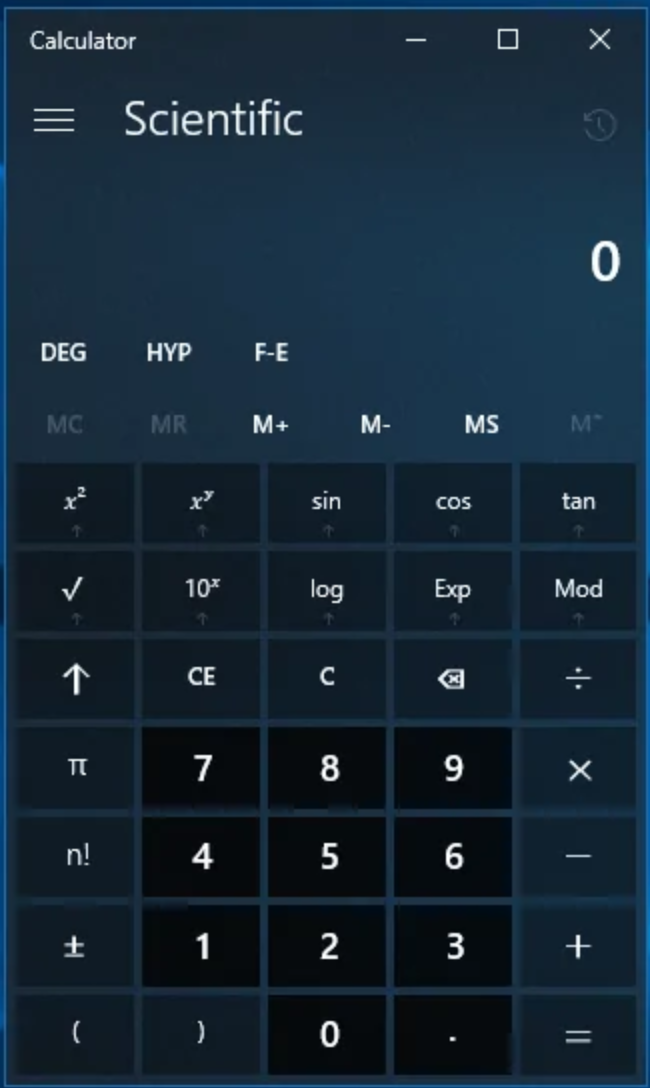 Calculator
Scientific
0
DEG HYP F-E
MC MR M+ M- MS M˅
x² xʸ sin cos tan
√ 10ˣ log Exp Mod
↑ CE C ⌫ ÷
π 7 8 9 ×
n! 4 5 6 −
± 1 2 3 +
( ) 0 . =